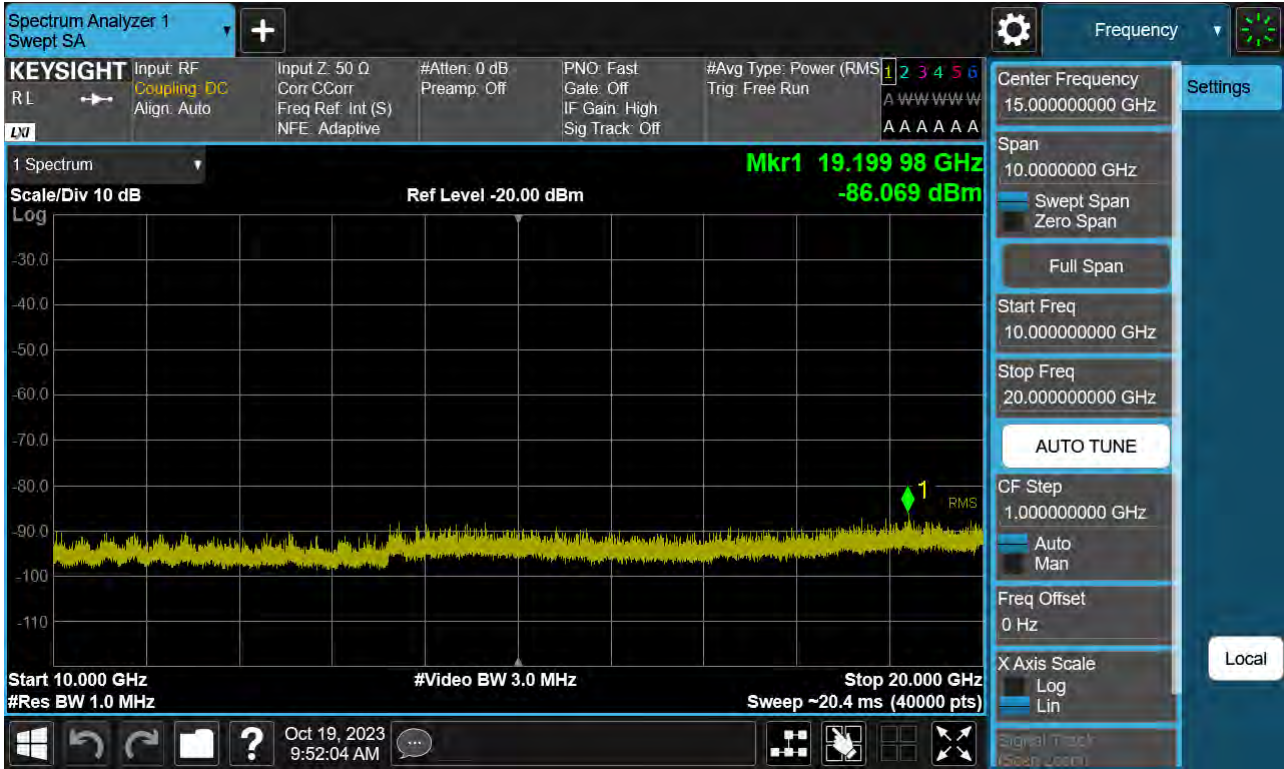 Spectrum Analyzer 1
Swept SA
+
Frequency
KEYSIGHT
RL
LXI
Input: RF
Coupling: DC
Align: Auto
Input Z: 50 Ω
Corr CCorr
Freq Ref: Int (S)
NFE: Adaptive
#Atten: 0 dB
Preamp: Off
PNO: Fast
Gate: Off
IF Gain: High
Sig Track: Off
#Avg Type: Power (RMS
Trig: Free Run
1 2 3 4 5 6
A W W W W W
A A A A A A
1 Spectrum
Scale/Div 10 dB
Ref Level -20.00 dBm
Mkr1 19.199 98 GHz
-86.069 dBm
Log
-30.0
-40.0
-50.0
-60.0
-70.0
-80.0
-90.0
-100
-110
1
RMS
Start 10.000 GHz
#Video BW 3.0 MHz
Stop 20.000 GHz
#Res BW 1.0 MHz
Sweep ~20.4 ms (40000 pts)
Center Frequency
15.000000000 GHz
Settings
Span
10.0000000 GHz
Swept Span
Zero Span
Full Span
Start Freq
10.000000000 GHz
Stop Freq
20.000000000 GHz
AUTO TUNE
CF Step
1.000000000 GHz
Auto
Man
Freq Offset
0 Hz
X Axis Scale
Log
Lin
Local
Signal Track
(Span Zoom)
?
Oct 19, 2023
9:52:04 AM